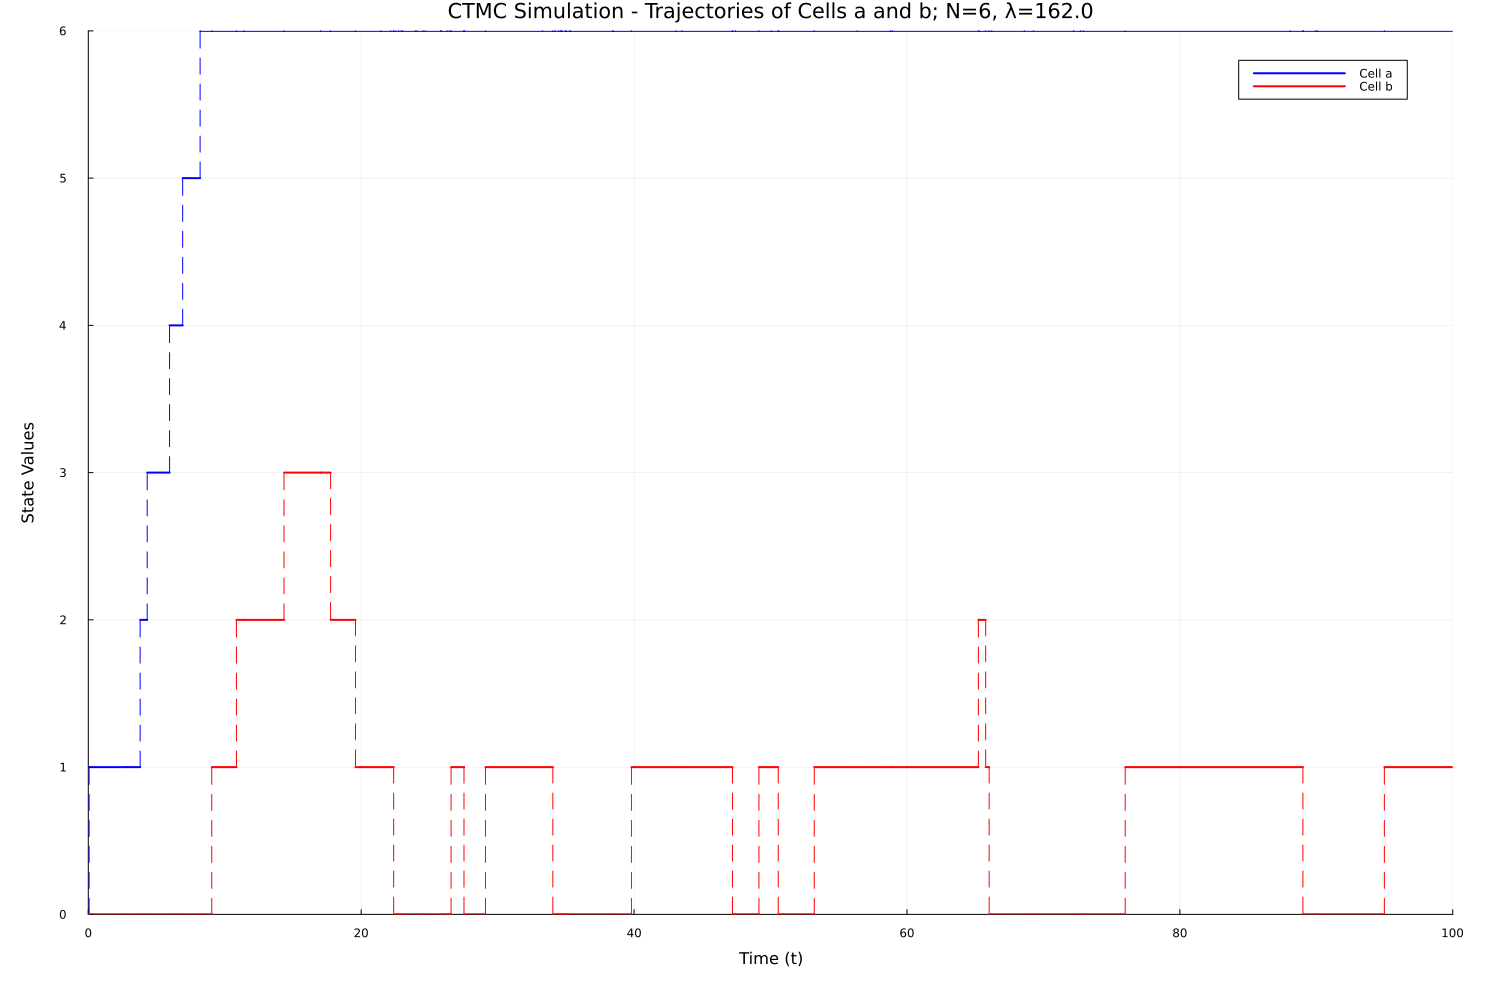 CTMC Simulation - Trajectories of Cells a and b; N=6, λ=162.0
6
Cell a
Cell b
5
4
State Values
3
2
1
0
0 20 40 60 80 100
Time (t)